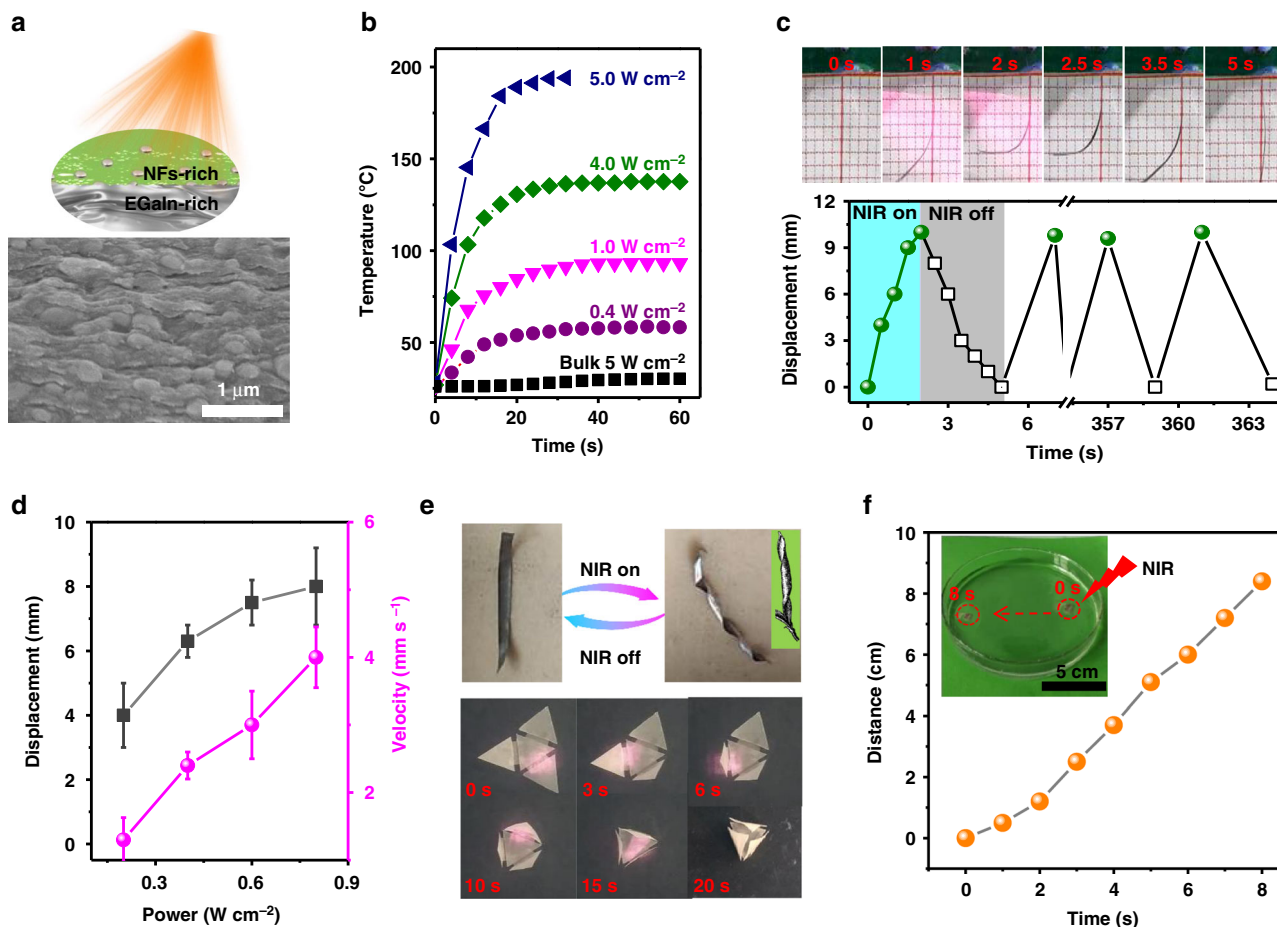 a
NFs-rich
EGaIn-rich
1 μm
b
Temperature (°C)
200
150
100
50
5.0 W cm⁻²
4.0 W cm⁻²
1.0 W cm⁻²
0.4 W cm⁻²
Bulk 5 W cm⁻²
0 20 40 60
Time (s)
c
0 s 1 s 2 s 2.5 s 3.5 s 5 s
Displacement (mm)
12
9
6
3
0
NIR on NIR off
0 3 6 357 360 363
Time (s)
d
Displacement (mm)
10
8
6
4
2
0
Velocity (mm s⁻¹)
6
4
2
0.3 0.6 0.9
Power (W cm⁻²)
e
NIR on
NIR off
0 s 3 s 6 s
10 s 15 s 20 s
f
Distance (cm)
10
8
6
4
2
0
8 s 0 s NIR
5 cm
0 2 4 6 8
Time (s)